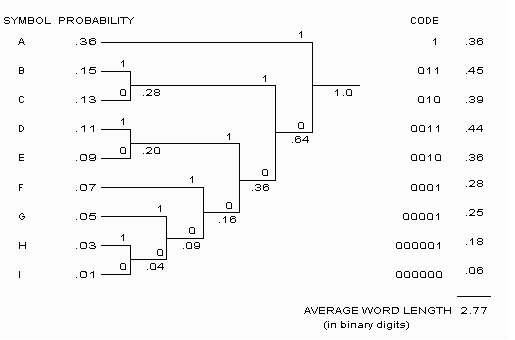 SYMBOL PROBABILITY CODE
A .36 1 1 .36
B .15 1 1 011 .45
C .13 0 .28 1.0 010 .39
D .11 1 1 0 0011 .44
E .09 0 .20 .64 0010 .36
F .07 1 0 .36 0001 .28
G .05 1 0 .16 00001 .25
H .03 1 0 .09 000001 .18
I .01 0 0 .04 000000 .06
AVERAGE WORD LENGTH 2.77
(in binary digits)